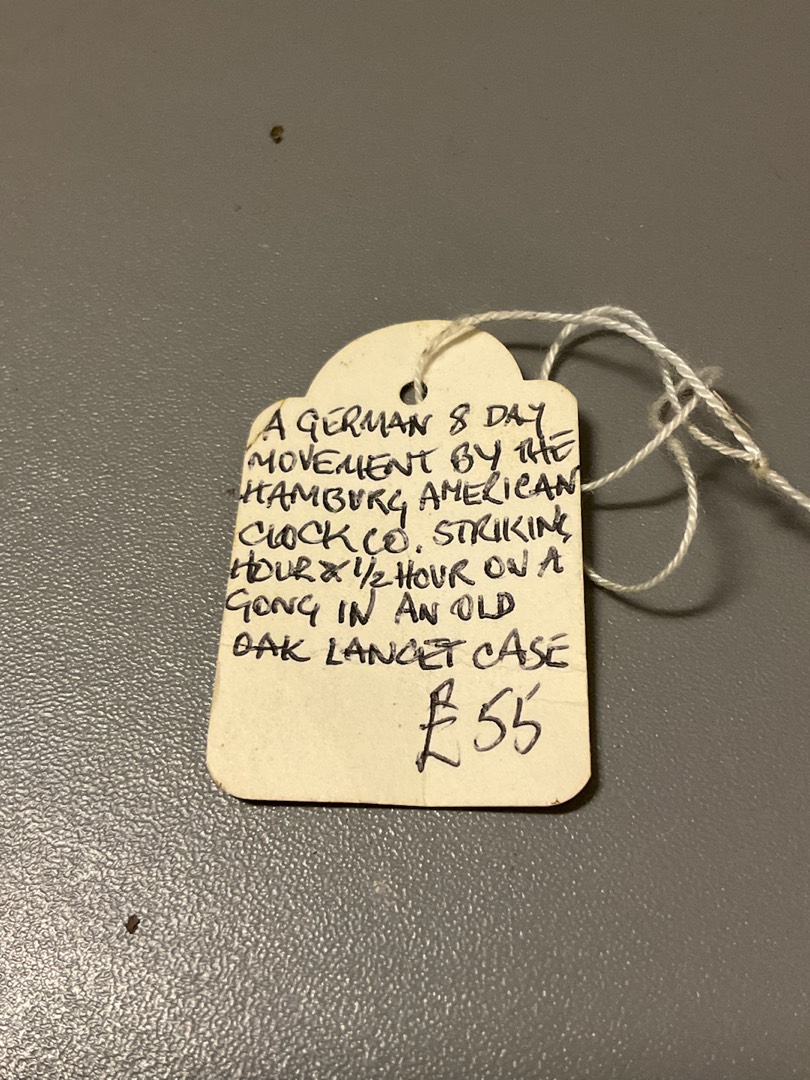 A GERMAN 8 DAY
MOVEMENT BY THE
HAMBURG AMERICAN
CLOCK CO. STRIKING
HOUR & 1/2 HOUR ON A
GONG IN AN OLD
OAK LANCET CASE
£55